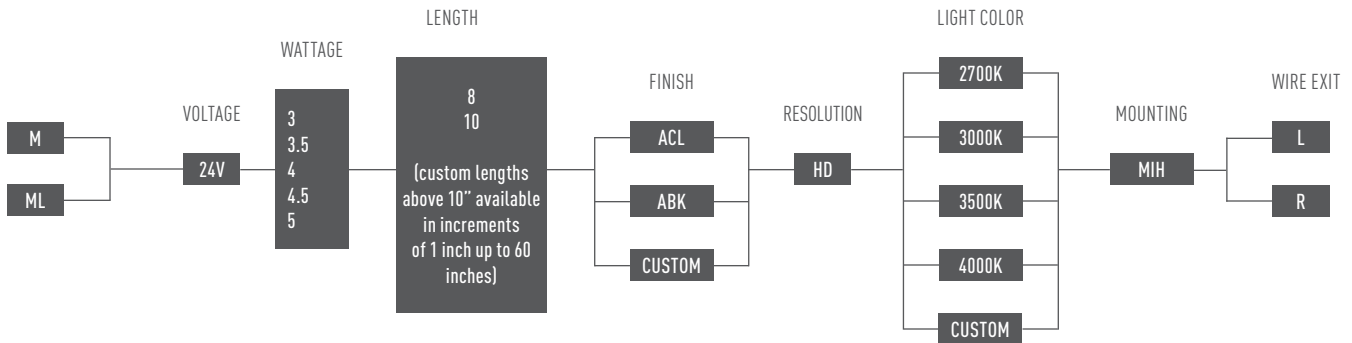 M
ML
VOLTAGE
24V
WATTAGE
3
3.5
4
4.5
5
LENGTH
8
10
(custom lengths
above 10” available
in increments
of 1 inch up to 60
inches)
FINISH
ACL
ABK
CUSTOM
RESOLUTION
HD
LIGHT COLOR
2700K
3000K
3500K
4000K
CUSTOM
MOUNTING
MIH
WIRE EXIT
L
R